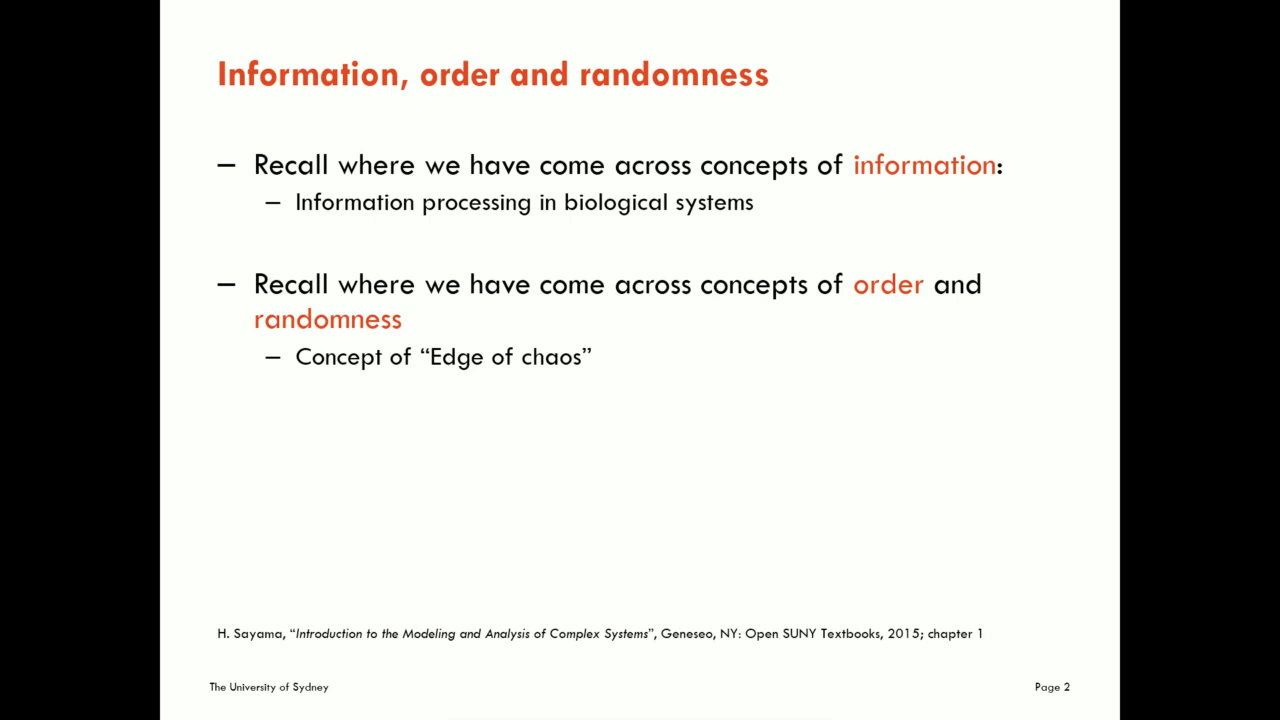 Information, order and randomness
– Recall where we have come across concepts of information:
– Information processing in biological systems
– Recall where we have come across concepts of order and
randomness
– Concept of “Edge of chaos”
H. Sayama, “Introduction to the Modeling and Analysis of Complex Systems”, Geneseo, NY: Open SUNY Textbooks, 2015; chapter 1
The University of Sydney
Page 2